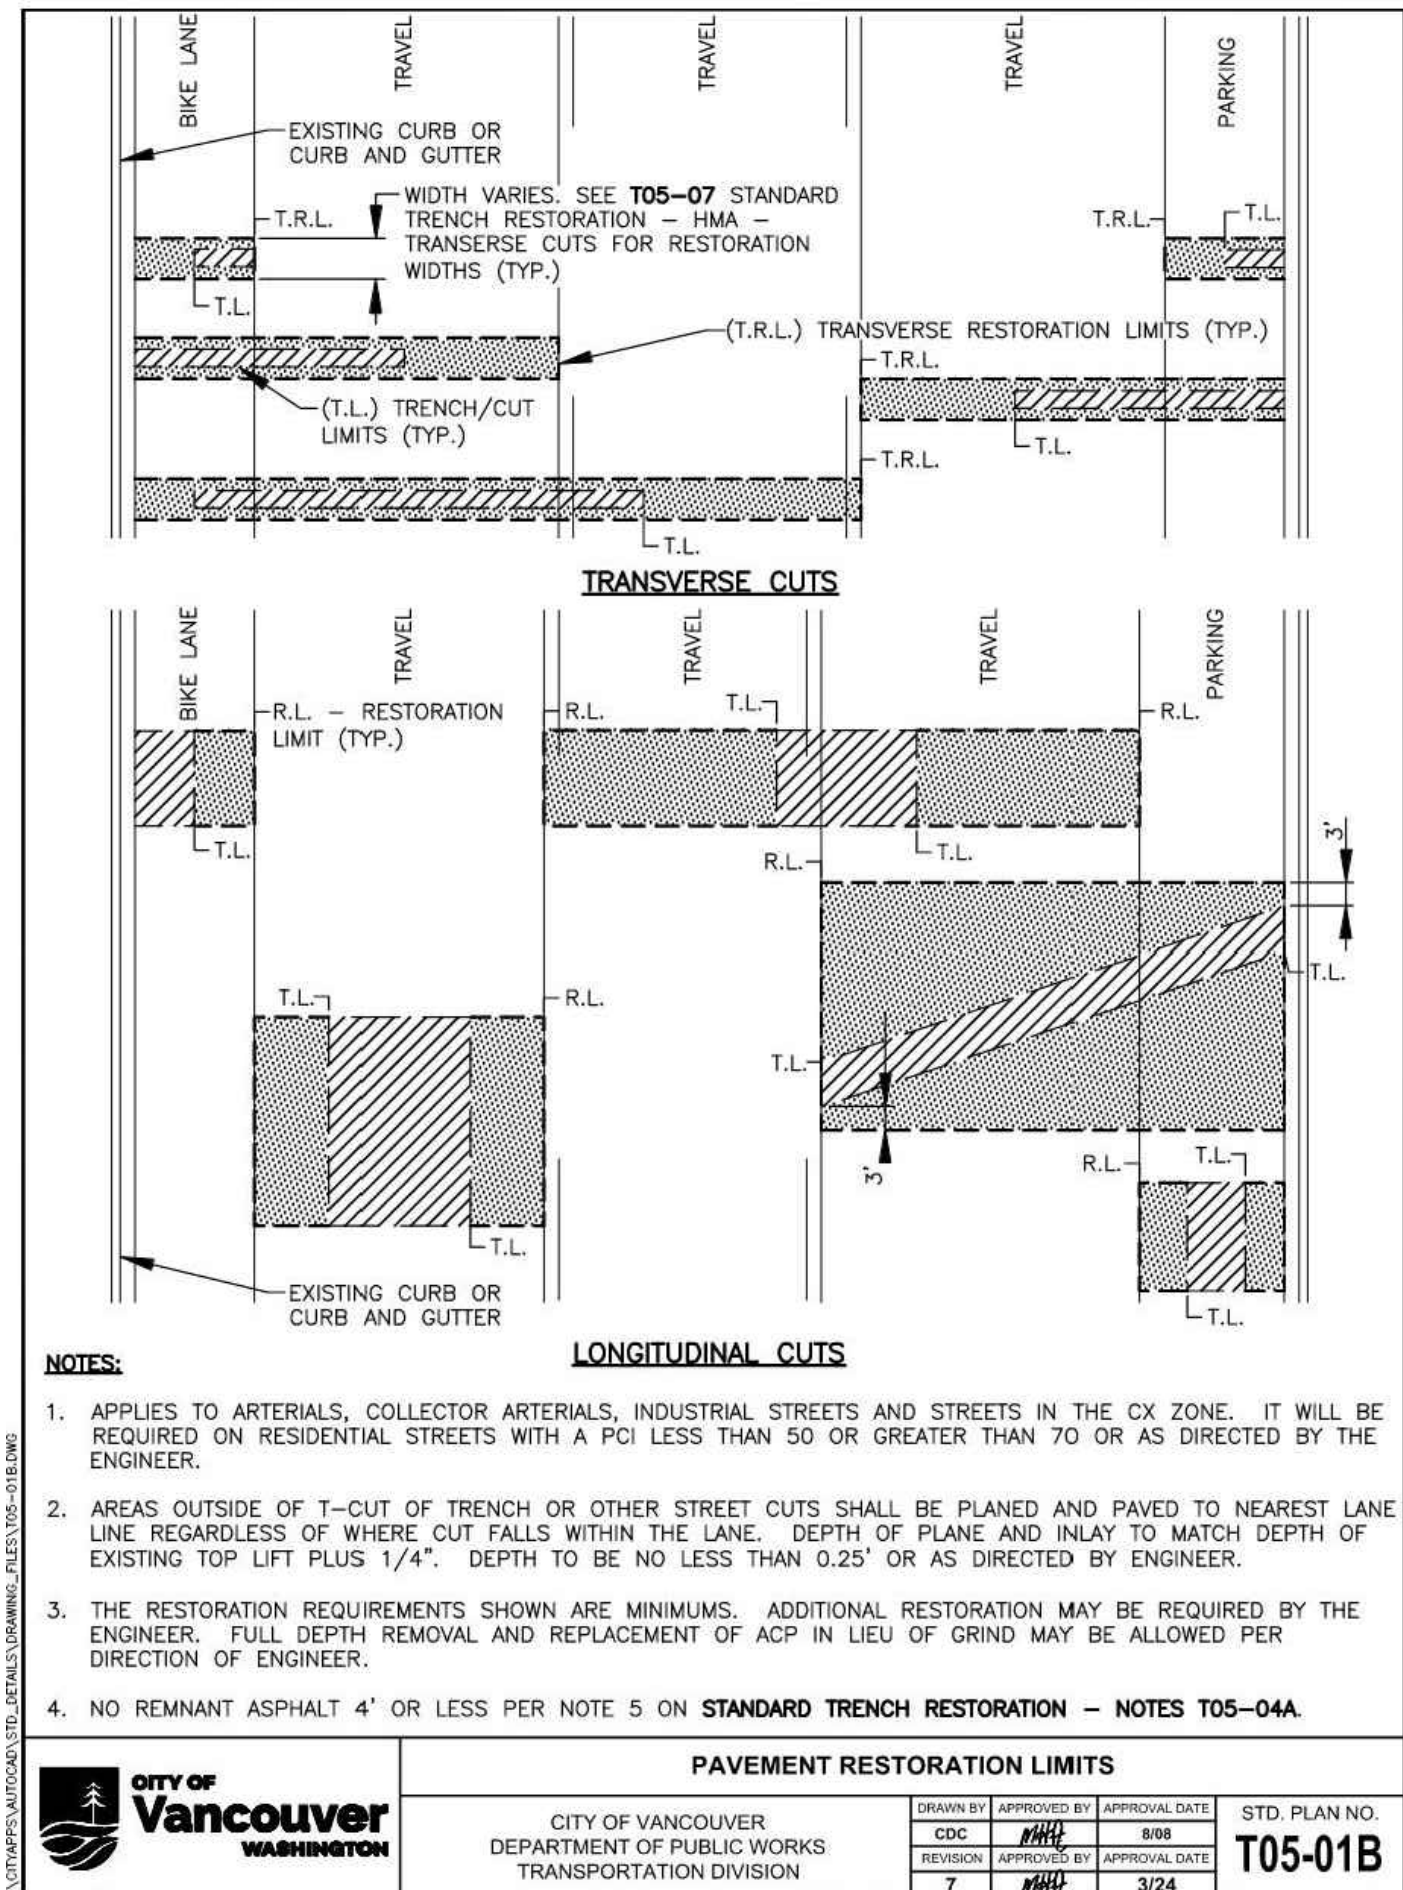 BIKE LANE
TRAVEL
TRAVEL
TRAVEL
PARKING
EXISTING CURB OR
CURB AND GUTTER
WIDTH VARIES. SEE T05-07 STANDARD
TRENCH RESTORATION - HMA -
TRANSERSE CUTS FOR RESTORATION
WIDTHS (TYP.)
T.R.L.
T.R.L.
T.L.
T.L.
(T.R.L.) TRANSVERSE RESTORATION LIMITS (TYP.)
T.R.L.
(T.L.) TRENCH/CUT
LIMITS (TYP.)
T.L.
T.R.L.
T.L.
TRANSVERSE CUTS
BIKE LANE
TRAVEL
TRAVEL
TRAVEL
PARKING
R.L. - RESTORATION
LIMIT (TYP.)
R.L.
T.L.
R.L.
T.L.
T.L.
R.L.
3'
T.L.
T.L.
R.L.
T.L.
3'
R.L.
T.L.
T.L.
T.L.
EXISTING CURB OR
CURB AND GUTTER
LONGITUDINAL CUTS
NOTES:
1. APPLIES TO ARTERIALS, COLLECTOR ARTERIALS, INDUSTRIAL STREETS AND STREETS IN THE CX ZONE. IT WILL BE
REQUIRED ON RESIDENTIAL STREETS WITH A PCI LESS THAN 50 OR GREATER THAN 70 OR AS DIRECTED BY THE
ENGINEER.
2. AREAS OUTSIDE OF T-CUT OF TRENCH OR OTHER STREET CUTS SHALL BE PLANED AND PAVED TO NEAREST LANE
LINE REGARDLESS OF WHERE CUT FALLS WITHIN THE LANE. DEPTH OF PLANE AND INLAY TO MATCH DEPTH OF
EXISTING TOP LIFT PLUS 1/4". DEPTH TO BE NO LESS THAN 0.25' OR AS DIRECTED BY ENGINEER.
3. THE RESTORATION REQUIREMENTS SHOWN ARE MINIMUMS. ADDITIONAL RESTORATION MAY BE REQUIRED BY THE
ENGINEER. FULL DEPTH REMOVAL AND REPLACEMENT OF ACP IN LIEU OF GRIND MAY BE ALLOWED PER
DIRECTION OF ENGINEER.
4. NO REMNANT ASPHALT 4' OR LESS PER NOTE 5 ON STANDARD TRENCH RESTORATION - NOTES T05-04A.
\CITYAPPS\AUTOCAD\STD_DETAILS\DRAWING_FILES\T05-01B.DWG
CITY OF
Vancouver
WASHINGTON
PAVEMENT RESTORATION LIMITS
CITY OF VANCOUVER
DEPARTMENT OF PUBLIC WORKS
TRANSPORTATION DIVISION
DRAWN BY APPROVED BY APPROVAL DATE
CDC 8/08
REVISION APPROVED BY APPROVAL DATE
7 3/24
STD. PLAN NO.
T05-01B